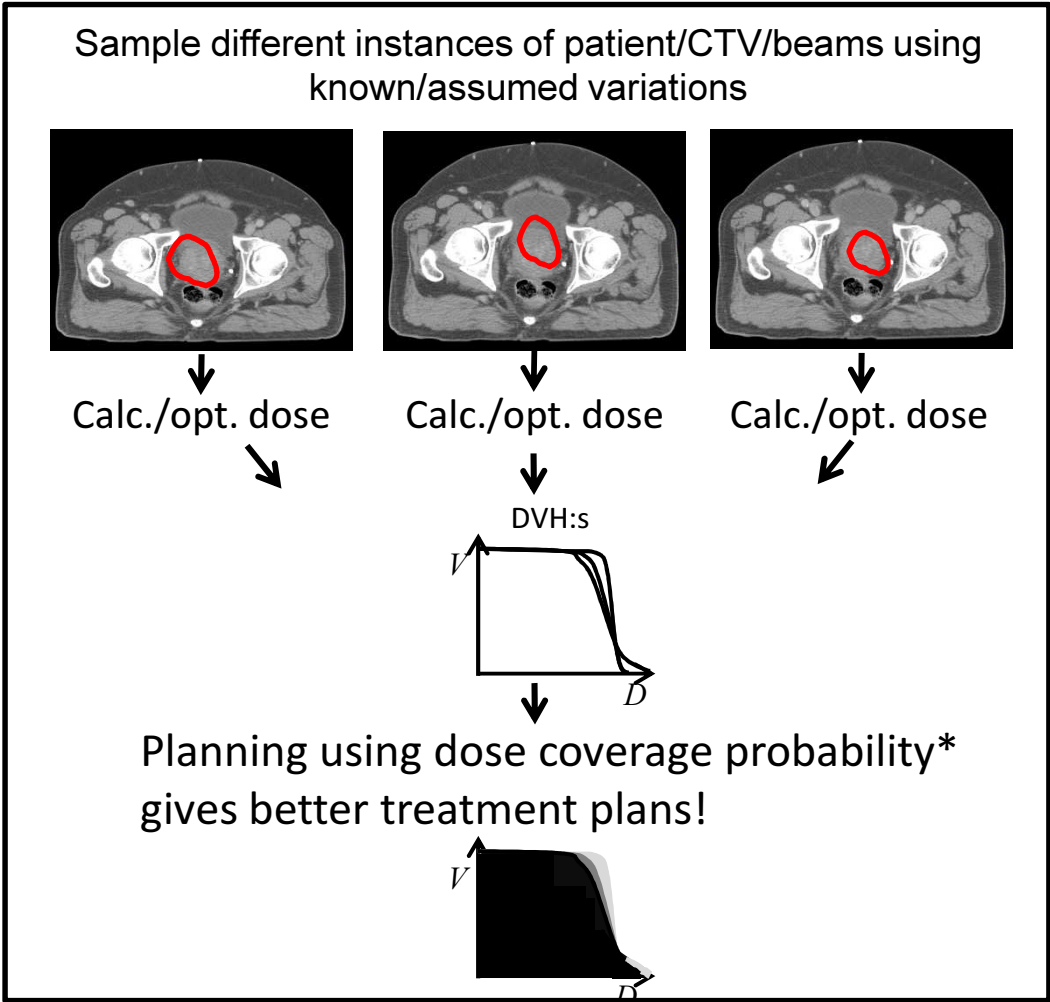 Sample different instances of patient/CTV/beams using
known/assumed variations
Calc./opt. dose
Calc./opt. dose
Calc./opt. dose
DVH:s
V
D
Planning using dose coverage probability*
gives better treatment plans!
V
D